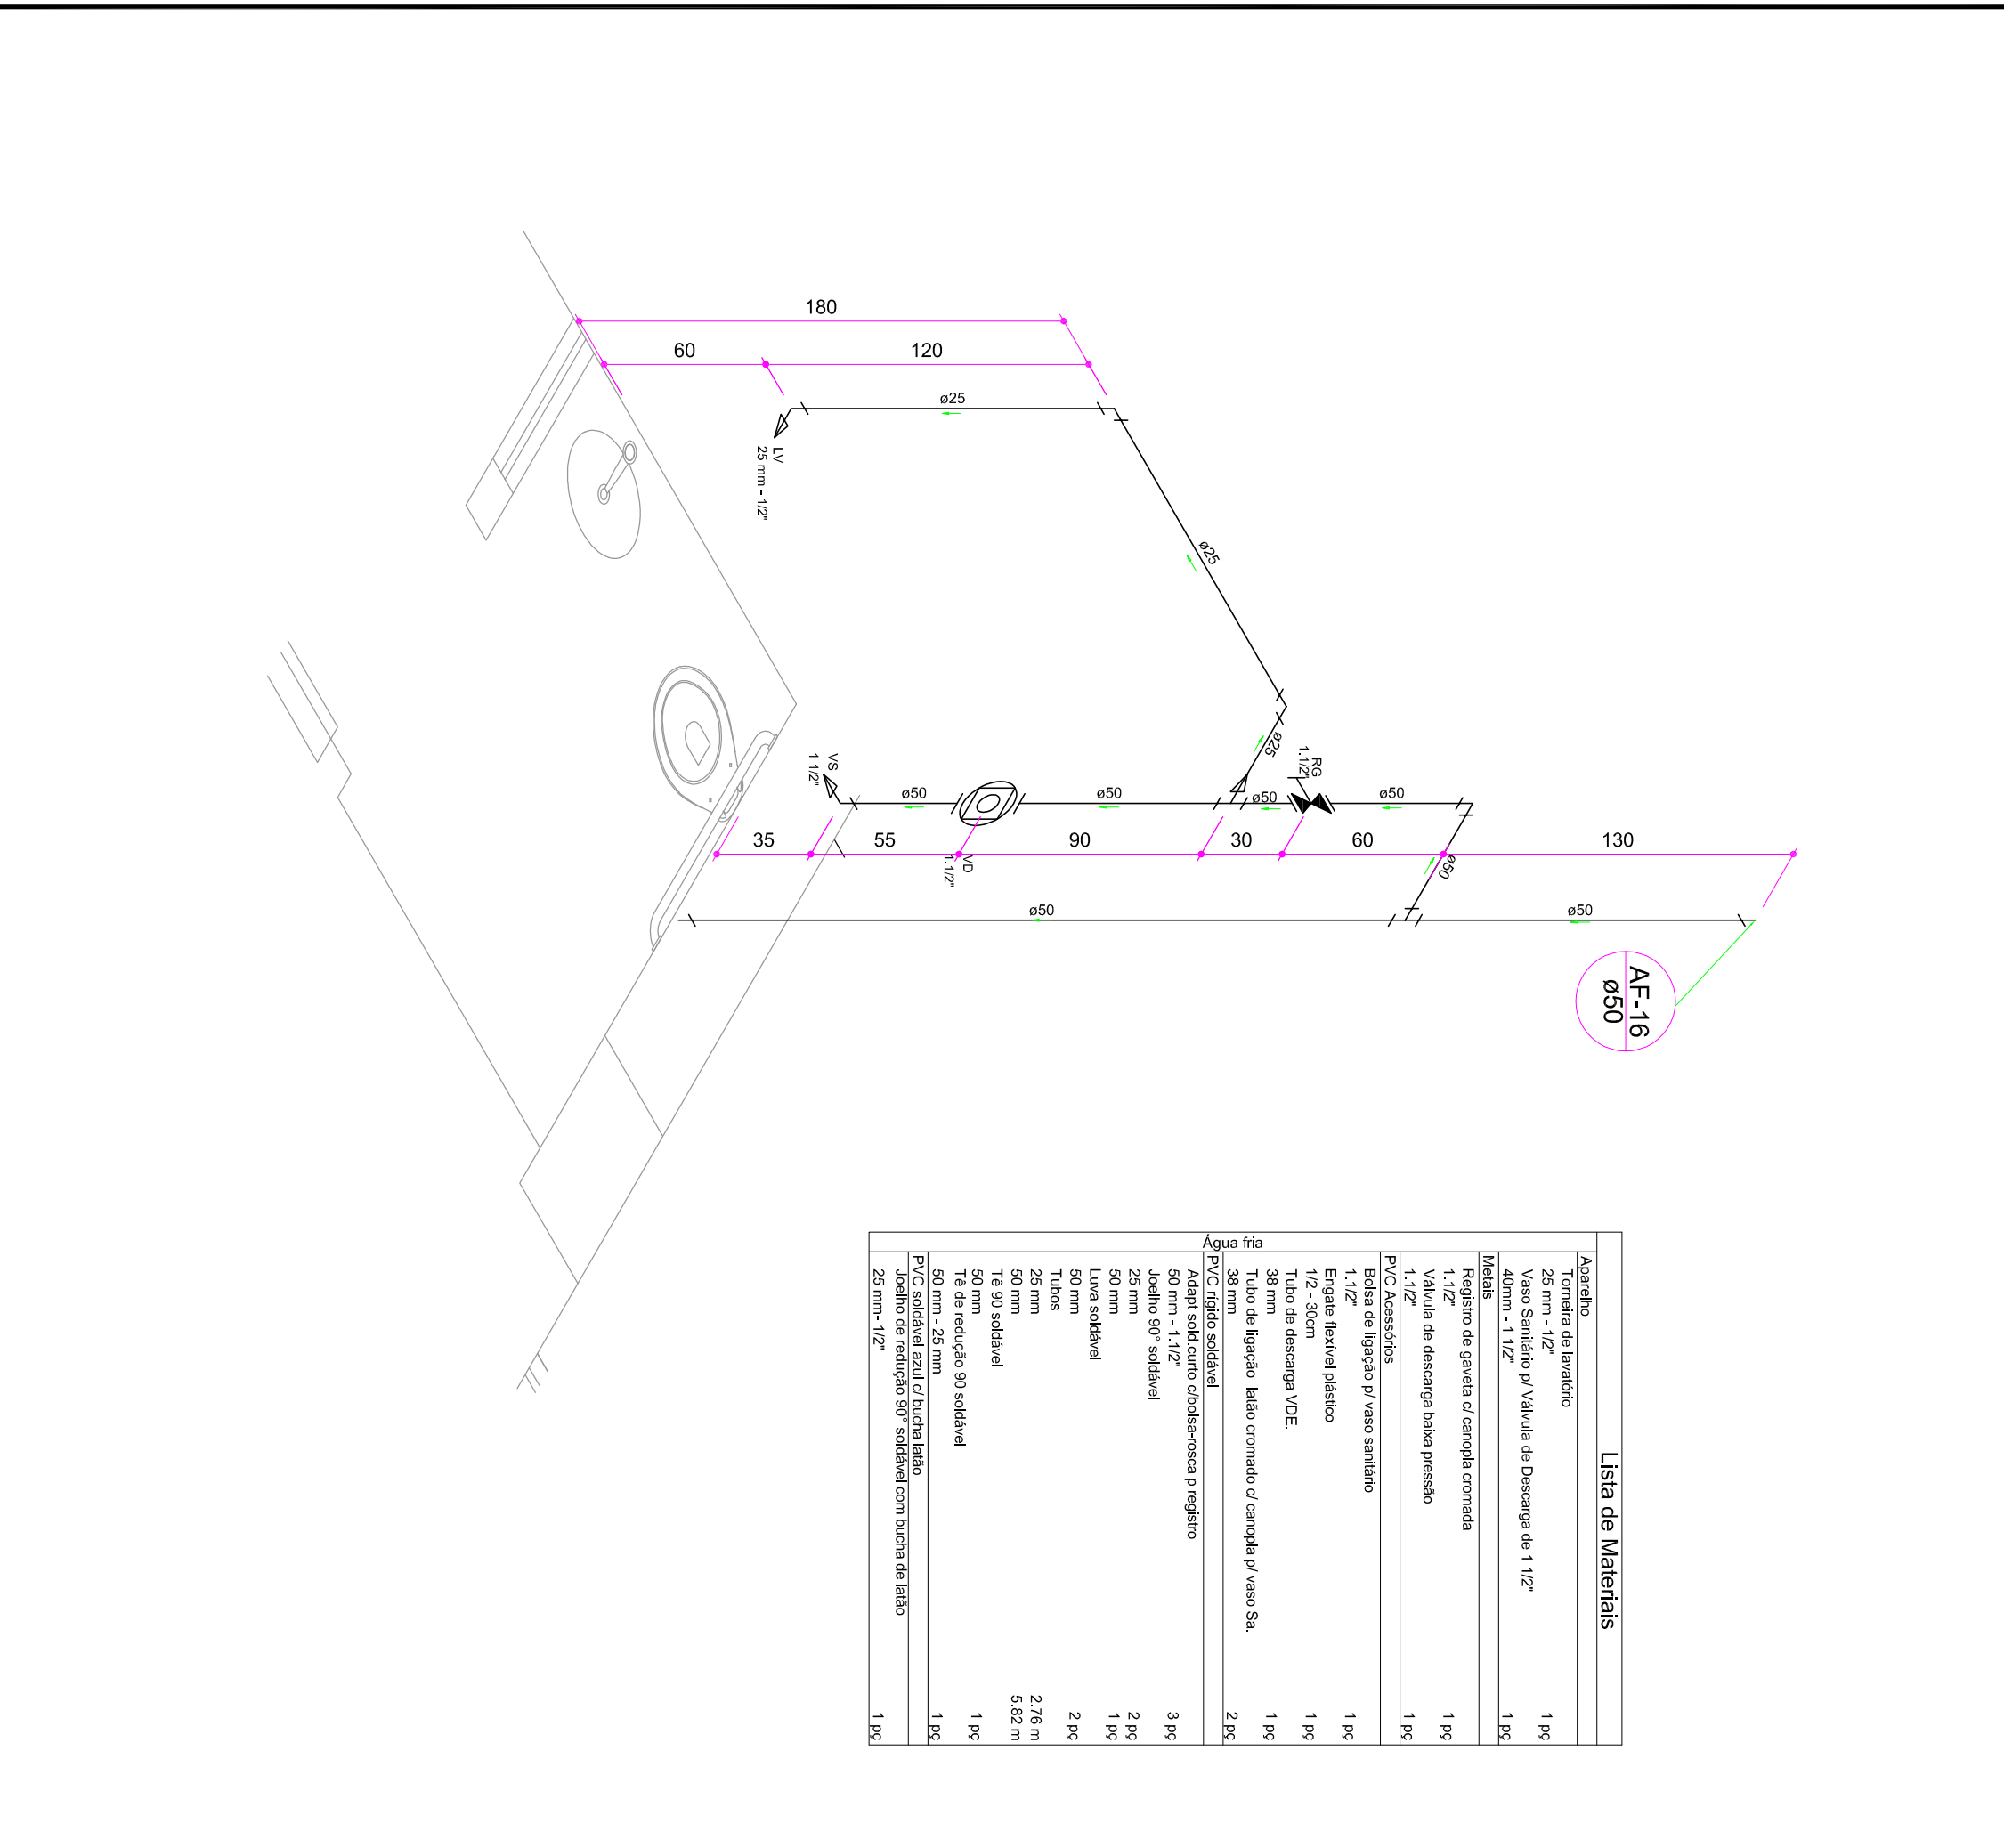 180
60
120
ø25
LV
25 mm - 1/2"
ø25
ø25
RG
1.1/2"
VS
1 1/2"
ø50
ø50
ø50
ø50
35
55
90
30
60
130
VD
1.1/2"
ø50
ø50
ø50
AF-16
ø50
Lista de Materiais
Água fria
Aparelho
Torneira de lavatório
25 mm - 1/2" 1 pç
Vaso Sanitário p/ Válvula de Descarga de 1 1/2"
40mm - 1 1/2" 1 pç
Metais
Registro de gaveta c/ canopla cromada
1.1/2" 1 pç
Válvula de descarga baixa pressão
1.1/2" 1 pç
PVC Acessórios
Bolsa de ligação p/ vaso sanitário
1.1/2" 1 pç
Engate flexível plástico
1/2 - 30cm 1 pç
Tubo de descarga VDE.
38 mm 1 pç
Tubo de ligação latão cromado c/ canopla p/ vaso Sa.
38 mm 2 pç
PVC rígido soldável
Adapt sold.curto c/bolsa-rosca p registro
50 mm - 1.1/2" 3 pç
Joelho 90° soldável
25 mm 2 pç
50 mm 1 pç
Luva soldável
50 mm 2 pç
Tubos
25 mm 2.76 m
50 mm 5.82 m
Tê 90 soldável
50 mm 1 pç
Tê de redução 90 soldável
50 mm - 25 mm 1 pç
PVC soldável azul c/ bucha latão
Joelho de redução 90° soldável com bucha de latão
25 mm- 1/2" 1 pç